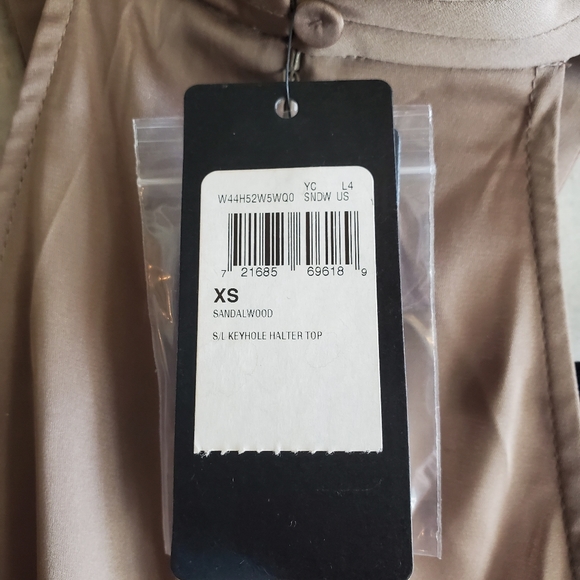 YC L4
W44H52W5WQ0 SNDW US
7 21685 69618 9
XS
SANDALWOOD
S/L KEYHOLE HALTER TOP